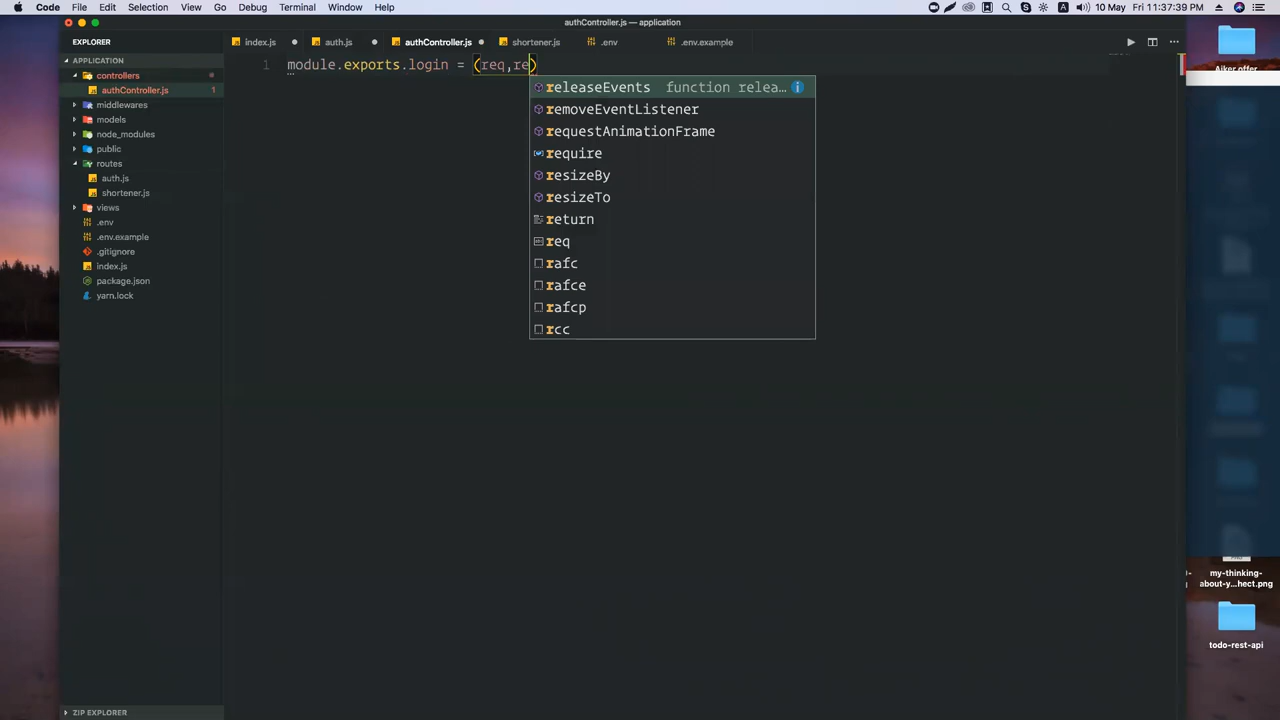 Code File Edit Selection View Go Debug Terminal Window Help
A 10 May Fri 11:37:39
authController.js — application
EXPLORER
index.js
auth.js
authController.js
shortener.js
.env
.env.example
APPLICATION
controllers
authController.js 1
middlewares
models
node_modules
public
routes
auth.js
shortener.js
views
.env
.env.example
.gitignore
index.js
package.json
yarn.lock
ZIP EXPLORER
1 module.exports.login = (req,re)
releaseEvents function relea…
removeEventListener
requestAnimationFrame
require
resizeBy
resizeTo
return
req
rafc
rafce
rafcp
rcc
Aiker offer
my-thinking-
about-y...hect.png
todo-rest-api